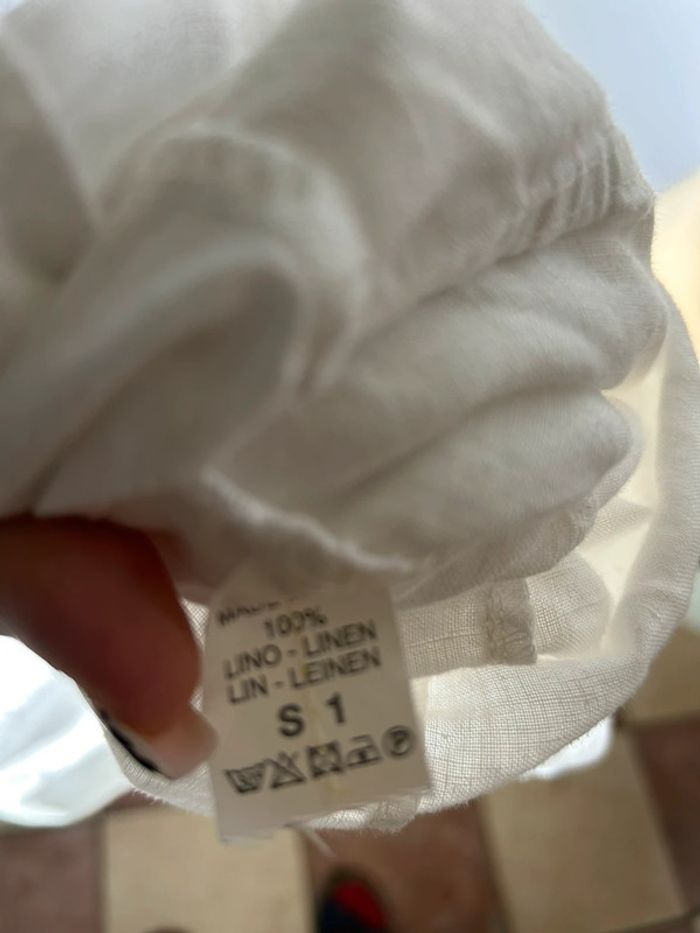 100%
LINO - LINEN
LIN - LEINEN
S 1
P